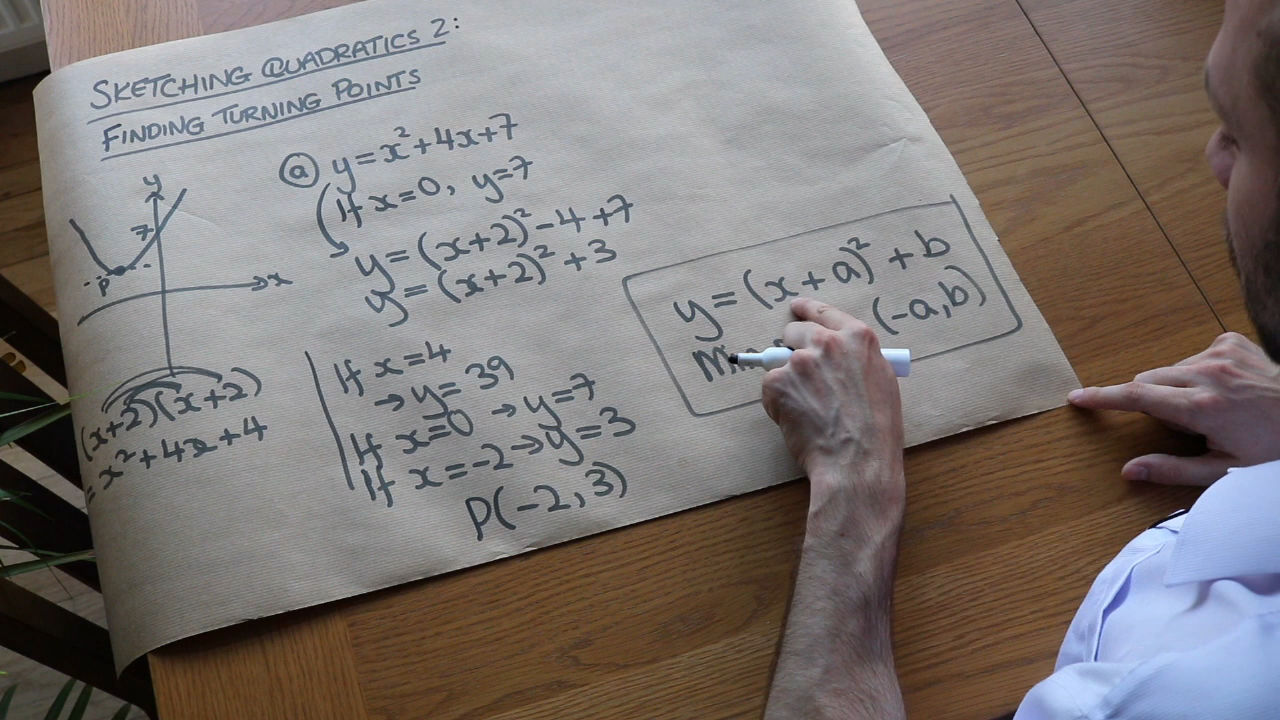 SKETCHING QUADRATICS 2:
FINDING TURNING POINTS
y
7
P
x
(x+2)(x+2)
= x²+4x+4
ⓐ y=x²+4x+7
If x=0, y=7
y=(x+2)²-4+7
y=(x+2)²+3
If x=4
→y=39
If x=0 →y=7
If x=-2→y=3
P(-2,3)
y=(x+a)²+b
(-a,b)